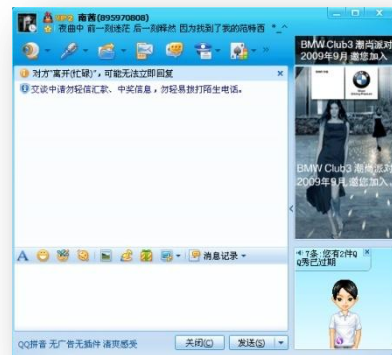 南茜(895970808)
夜曲中 前一刻迷茫 后一刻释然 因为找到了我的范特西 ^_^
对方“离开(忙碌)”，可能无法立即回复
交谈中请勿轻信汇款、中奖信息，勿轻易拨打陌生电话。
BMW Club3 潮尚派对
2009年9月 邀您加入
BMW Club3 潮尚派对
2009年9月 邀您加入
A
消息记录
7条:您有2件Q
Q秀已过期
QQ拼音 无广告无插件 清爽感受
关闭(C)
发送(S)